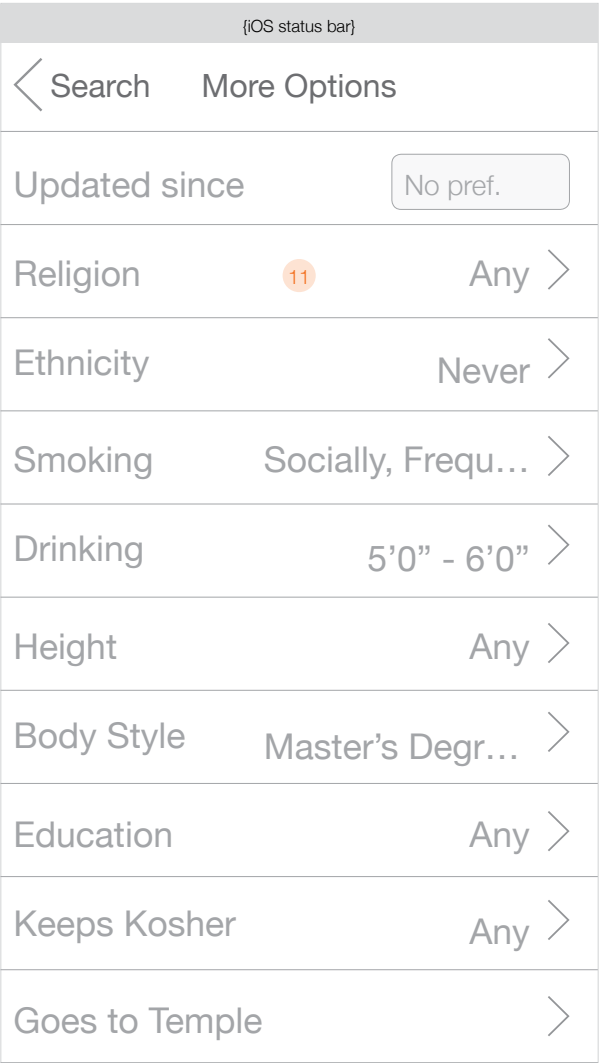 {iOS status bar}
Search More Options
Updated since No pref.
Religion 11 Any
Ethnicity Never
Smoking Socially, Frequ…
Drinking 5’0” - 6’0”
Height Any
Body Style Master’s Degr…
Education Any
Keeps Kosher Any
Goes to Temple